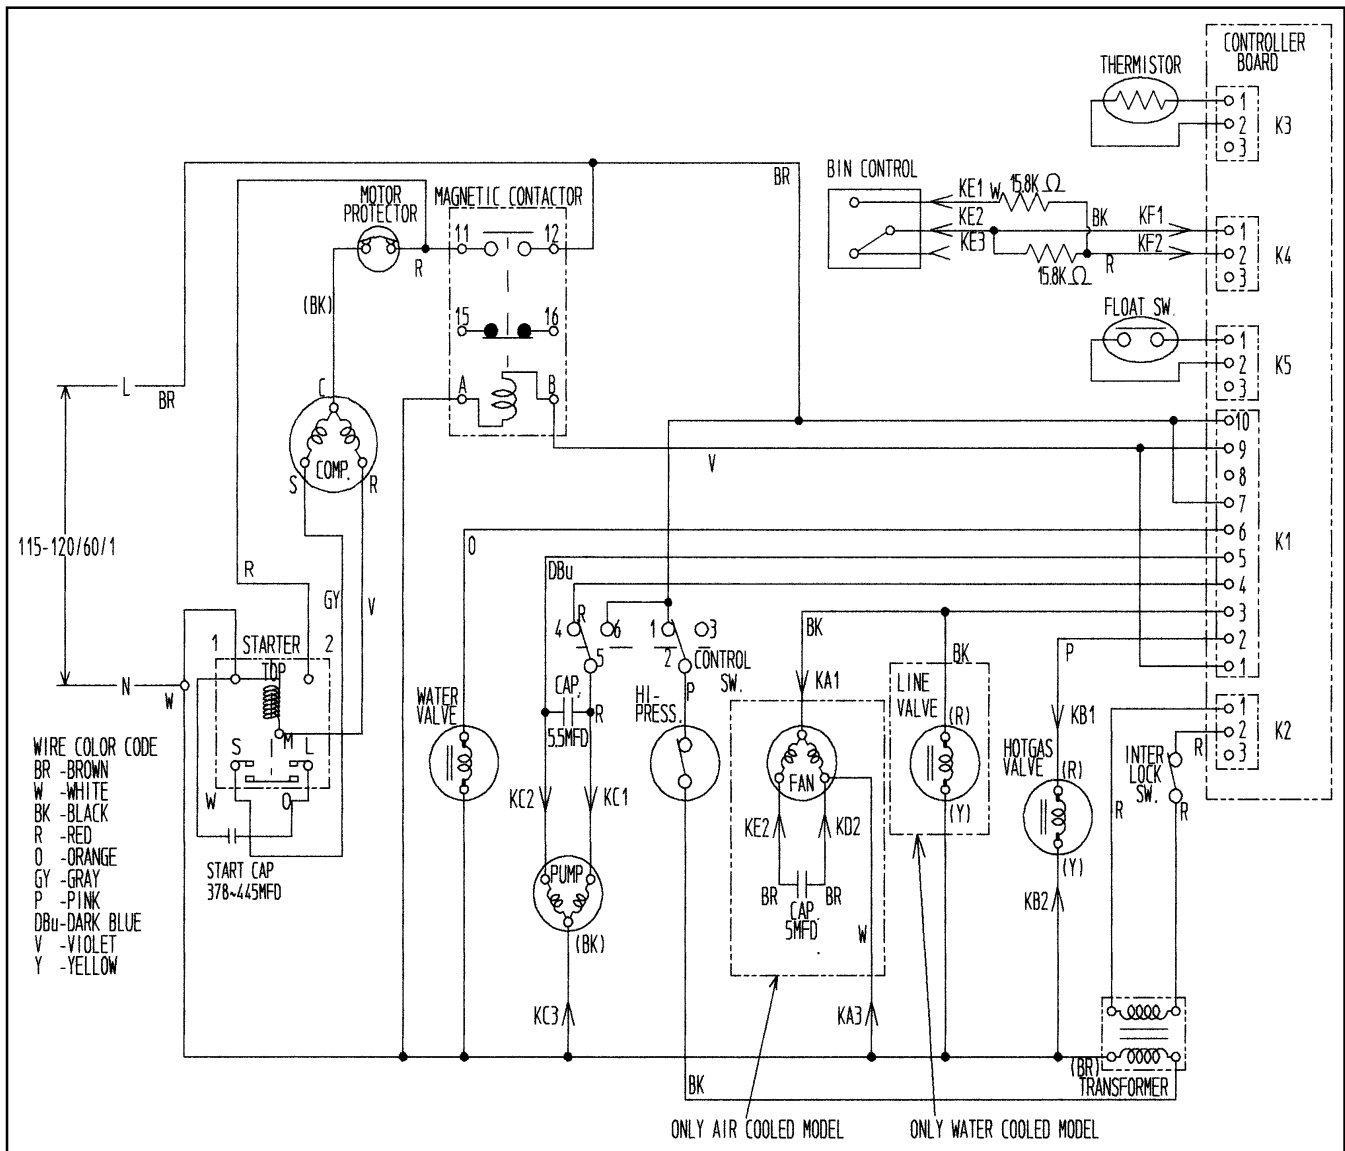 CONTROLLER
BOARD
THERMISTOR
1
2
3
K3
BIN CONTROL
KE1
W
15.8K Ω
BR
BK
KE2
KF1
KE3
KF2
15.8K Ω
R
1
2
3
K4
MOTOR
PROTECTOR
MAGNETIC CONTACTOR
11
12
R
(BK)
15
16
FLOAT SW.
1
2
3
K5
L
BR
A
B
C
COMP.
S
R
V
10
9
8
7
6
5
4
3
2
1
K1
115-120/60/1
O
DBu
R
GY
V
R
4
6
1
3
5
2
CONTROL
SW.
BK
BK
P
1
STARTER
2
TOP
N
W
M
S
L
W
O
START CAP
378~445MFD
WATER
VALVE
CAP.
R
5.5MFD
HI-
PRESS.
P
KA1
LINE
VALVE
(R)
(Y)
FAN
KB1
HOTGAS
VALVE
(R)
(Y)
KB2
INTER
LOCK
SW.
R
R
R
1
2
3
K2
WIRE COLOR CODE
BR -BROWN
W -WHITE
BK -BLACK
R -RED
O -ORANGE
GY -GRAY
P -PINK
DBu-DARK BLUE
V -VIOLET
Y -YELLOW
KC2
KC1
PUMP
(BK)
KC3
KE2
KD2
BR
BR
CAP.
5MFD
W
KA3
BK
(BR)
TRANSFORMER
ONLY AIR COOLED MODEL
ONLY WATER COOLED MODEL